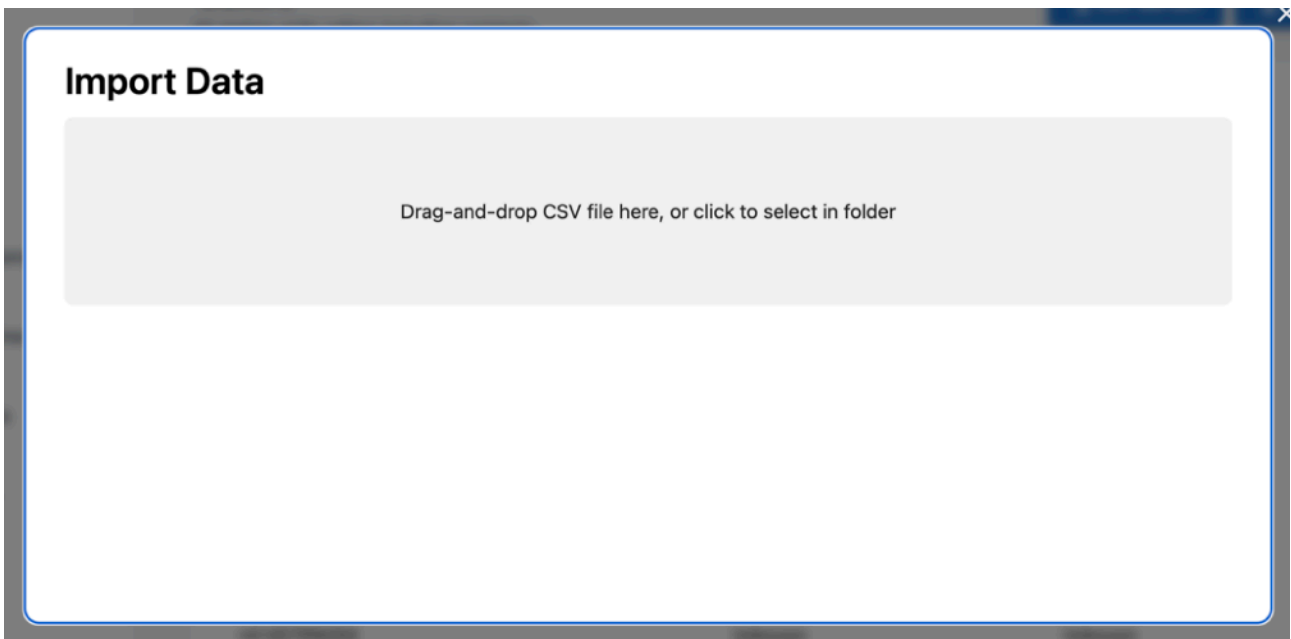 Import Data
Drag-and-drop CSV file here, or click to select in folder